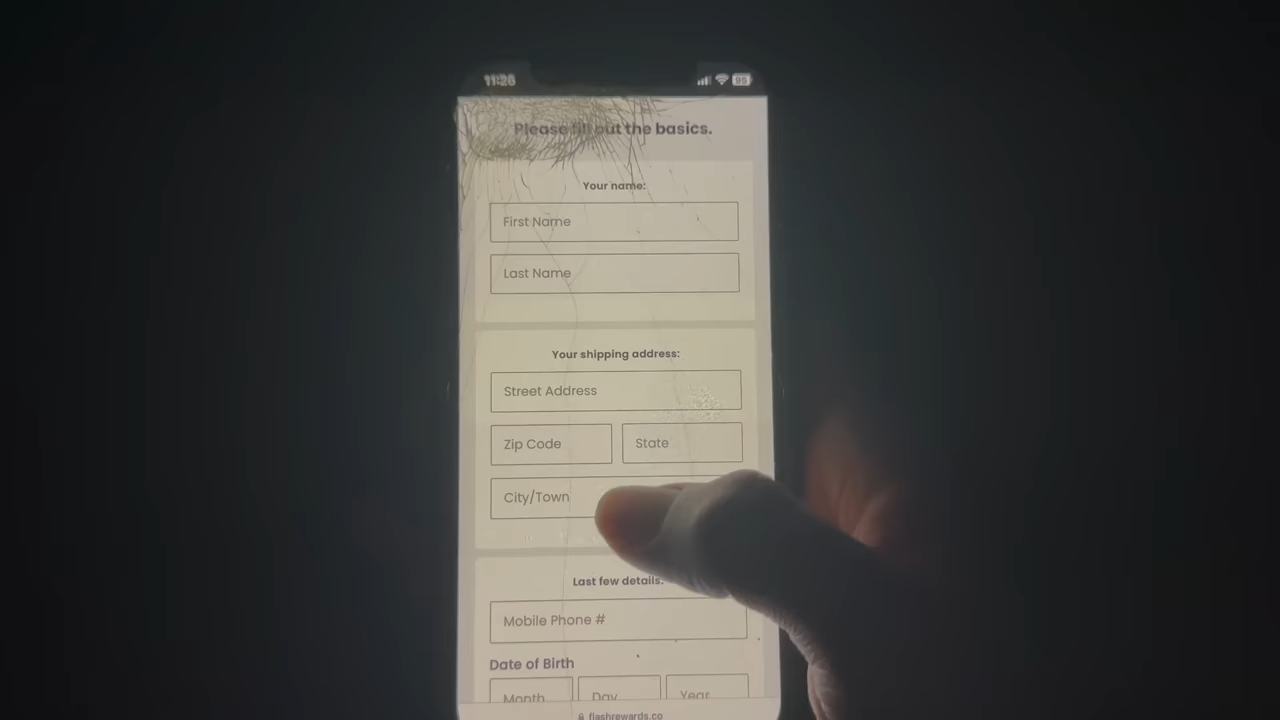 11:26
99
Please fill out the basics.
Your name:
First Name
Last Name
Your shipping address:
Street Address
Zip Code State
City/Town
Last few details:
Mobile Phone #
Date of Birth
Month Day Year
flashrewards.co